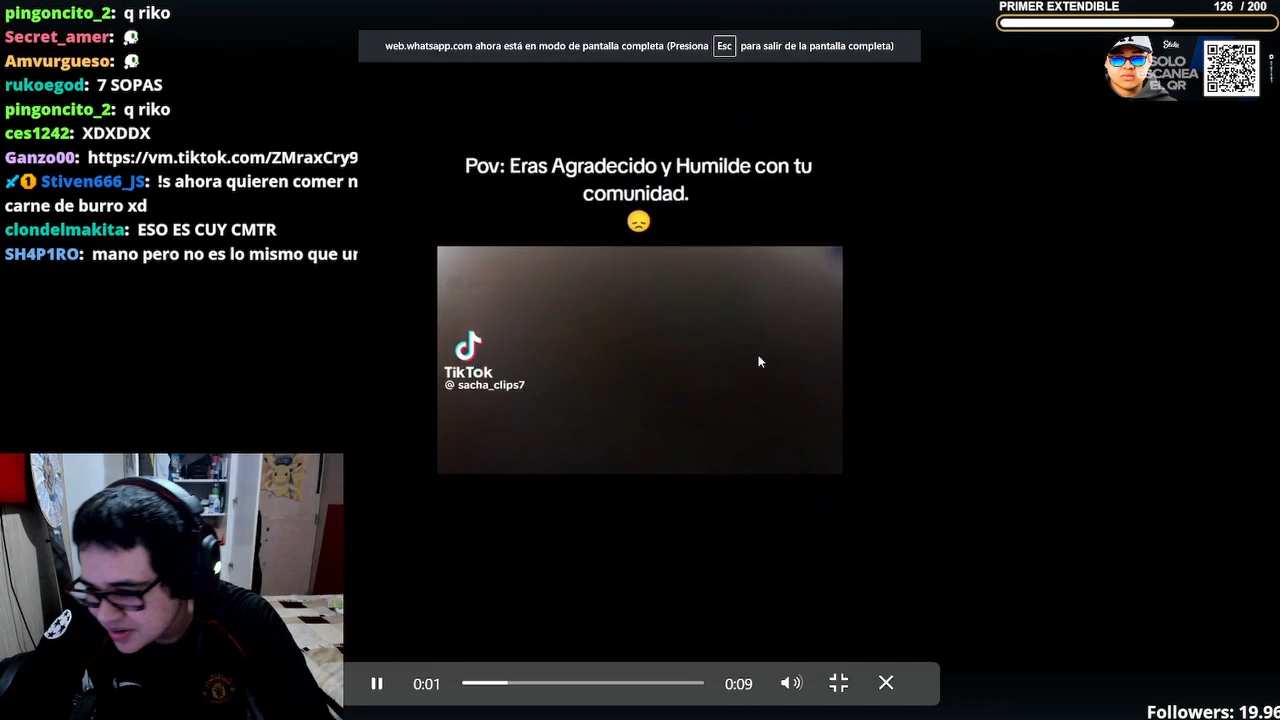 pingoncito_2: q riko
Secret_amer:
Amvurgueso:
rukoegod: 7 SOPAS
pingoncito_2: q riko
ces1242: XDXDDX
Ganzo00: https://vm.tiktok.com/ZMraxCry9
1 Stiven666_JS: !s ahora quieren comer n
carne de burro xd
clondelmakita: ESO ES CUY CMTR
SH4P1RO: mano pero no es lo mismo que ur
web.whatsapp.com ahora está en modo de pantalla completa (Presiona Esc para salir de la pantalla completa)
PRIMER EXTENDIBLE 126 / 200
SOLO
ESCANEA
EL QR
Pov: Eras Agradecido y Humilde con tu
comunidad.
TikTok
@ sacha_clips7
0:01 0:09
Followers: 19.96